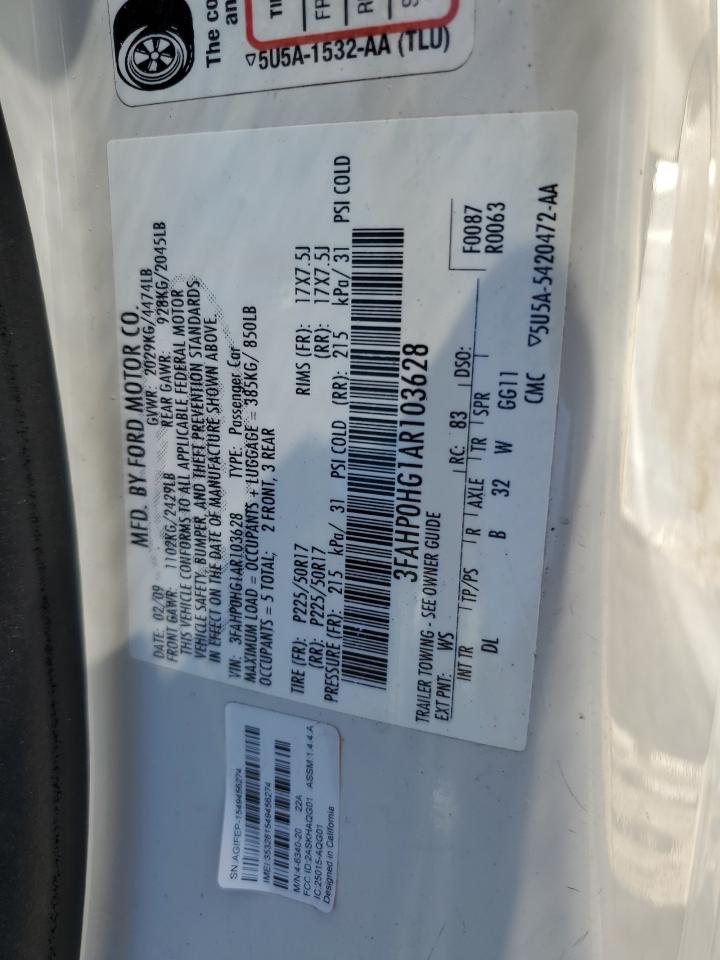 The co
an
TI
FR
R
S
▽5U5A-1532-AA (TLU)
MFD. BY FORD MOTOR CO.
DATE: 02/09 GVWR: 2029KG/4474LB
FRONT GAWR: 1102KG/2429LB REAR GAWR: 928KG/2045LB
THIS VEHICLE CONFORMS TO ALL APPLICABLE FEDERAL MOTOR
VEHICLE SAFETY, BUMPER, AND THEFT PREVENTION STANDARDS
IN EFFECT ON THE DATE OF MANUFACTURE SHOWN ABOVE.
VIN: 3FAHP0HG1AR103628 TYPE: Passenger Car
MAXIMUM LOAD = OCCUPANTS + LUGGAGE = 385KG/ 850LB
OCCUPANTS = 5 TOTAL; 2 FRONT, 3 REAR
TIRE (FR): P225/50R17 RIMS (FR): 17X7.5J
(RR): P225/50R17 (RR): 17X7.5J
PRESSURE (FR): 215 kPa/ 31 PSI COLD (RR): 215 kPa/ 31 PSI COLD
3FAHP0HG1AR103628
TRAILER TOWING - SEE OWNER GUIDE F0087
EXT PNT: WS RC: 83 DSO: R0063
INT TR TP/PS R AXLE TR SPR
DL B 32 W GG11
CMC ▽5U5A-5420472-AA
SN:AGIFEP-1549456274
IMEI:353281549456274
M/N:4-6340-20 22A
FCC ID:2ASKHAQG01 ASSM:1.4.4.A
IC:25015-AQG01
Designed in California